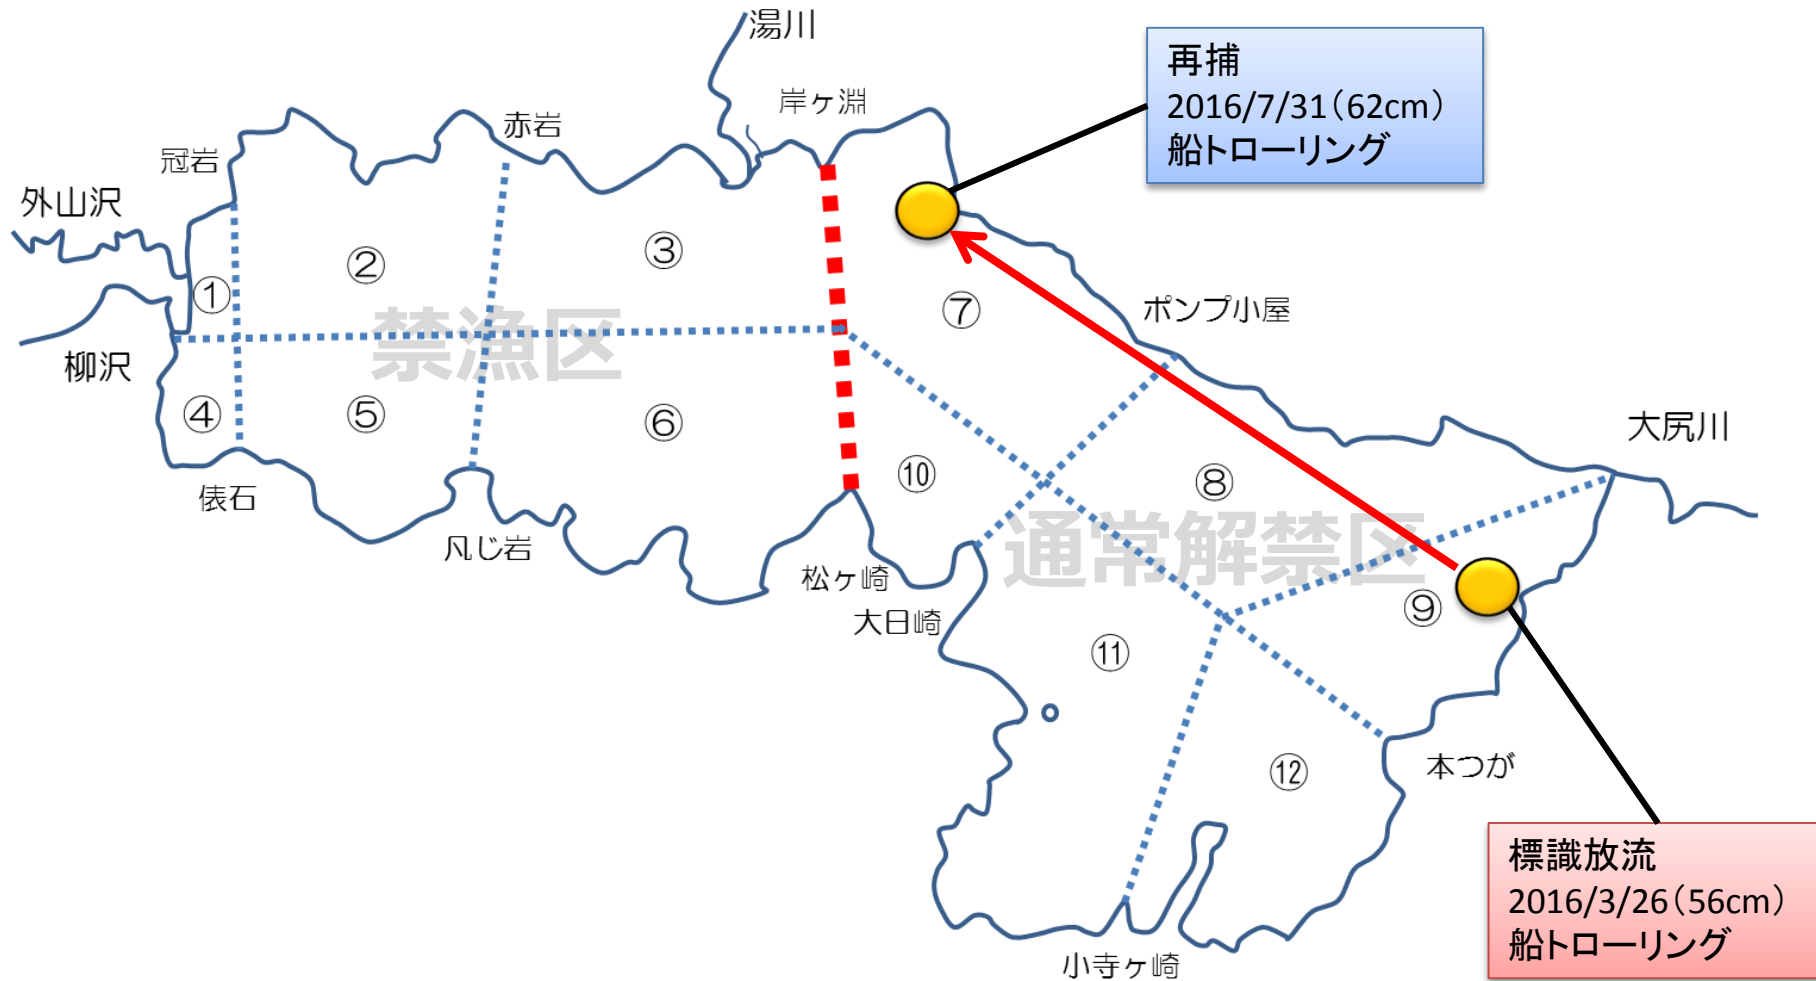 湯川
再捕
2016/7/31(62cm)
船トローリング
岸ヶ淵
赤岩
冠岩
外山沢
③
②
①
⑦
ポンプ小屋
禁漁区
柳沢
④
⑤
⑥
大尻川
⑩
⑧
俵石
通常解禁区
凡じ岩
松ヶ崎
⑨
大日崎
⑪
⑫
本つが
標識放流
2016/3/26(56cm)
船トローリング
小寺ヶ崎